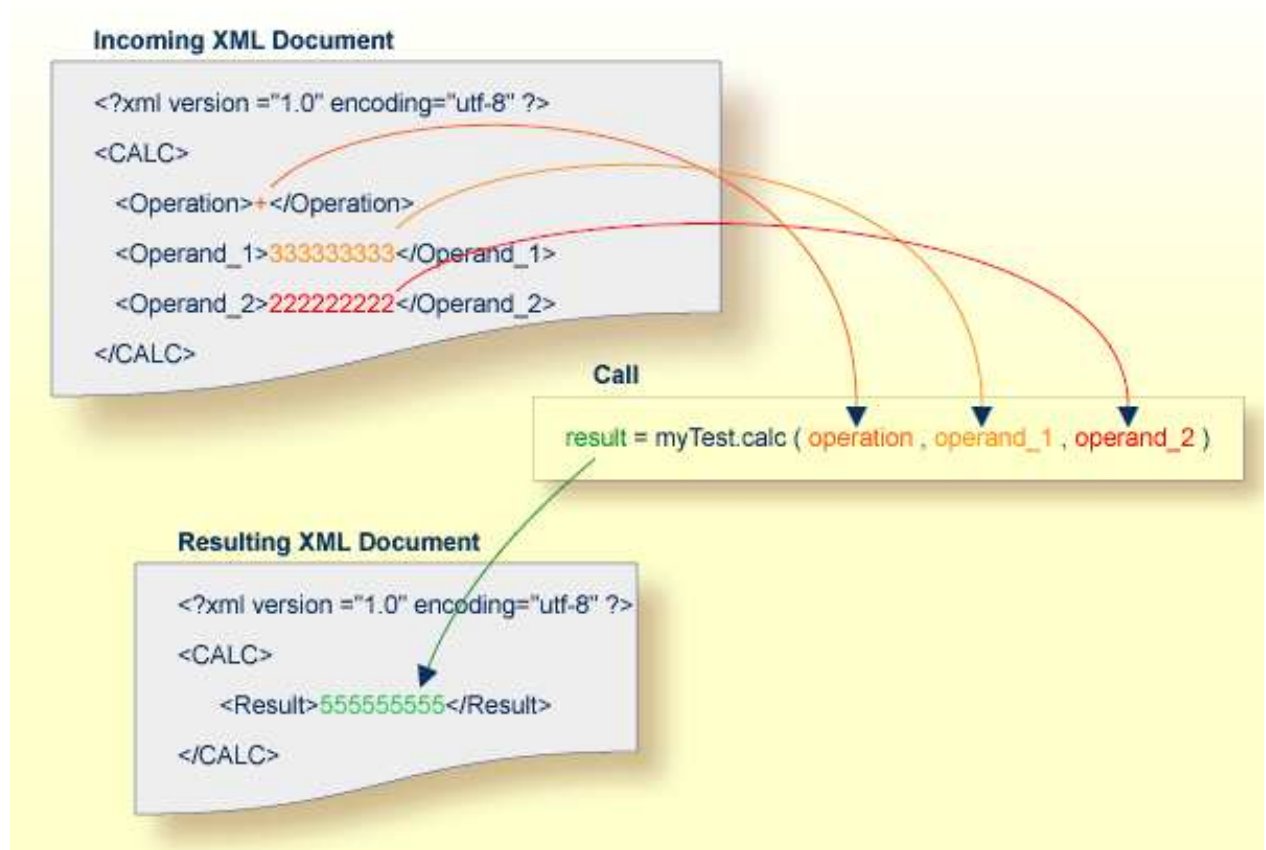 Incoming XML Document
<?xml version ="1.0" encoding="utf-8" ?>
<CALC>
<Operation>+</Operation>
<Operand_1>333333333</Operand_1>
<Operand_2>222222222</Operand_2>
</CALC>
Call
result = myTest.calc ( operation , operand_1 , operand_2 )
Resulting XML Document
<?xml version ="1.0" encoding="utf-8" ?>
<CALC>
<Result>555555555</Result>
</CALC>